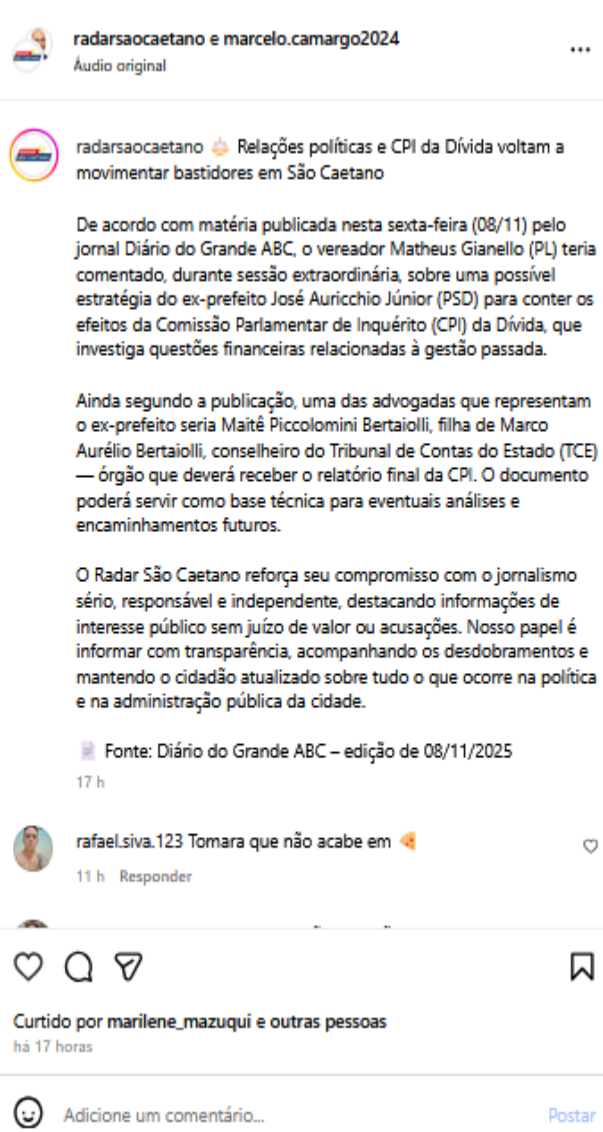 radarsaocaetano e marcelo.camargo2024
Áudio original
radarsaocaetano Relações políticas e CPI da Dívida voltam a
movimentar bastidores em São Caetano
De acordo com matéria publicada nesta sexta-feira (08/11) pelo
jornal Diário do Grande ABC, o vereador Matheus Gianello (PL) teria
comentado, durante sessão extraordinária, sobre uma possível
estratégia do ex-prefeito José Auricchio Júnior (PSD) para conter os
efeitos da Comissão Parlamentar de Inquérito (CPI) da Dívida, que
investiga questões financeiras relacionadas à gestão passada.
Ainda segundo a publicação, uma das advogadas que representam
o ex-prefeito seria Maitê Piccolomini Bertaiolli, filha de Marco
Aurélio Bertaiolli, conselheiro do Tribunal de Contas do Estado (TCE)
— órgão que deverá receber o relatório final da CPI. O documento
poderá servir como base técnica para eventuais análises e
encaminhamentos futuros.
O Radar São Caetano reforça seu compromisso com o jornalismo
sério, responsável e independente, destacando informações de
interesse público sem juízo de valor ou acusações. Nosso papel é
informar com transparência, acompanhando os desdobramentos e
mantendo o cidadão atualizado sobre tudo o que ocorre na política
e na administração pública da cidade.
Fonte: Diário do Grande ABC – edição de 08/11/2025
17 h
rafael.siva.123 Tomara que não acabe em
11 h Responder
Curtido por marilene_mazuqui e outras pessoas
há 17 horas
Adicione um comentário...
Postar